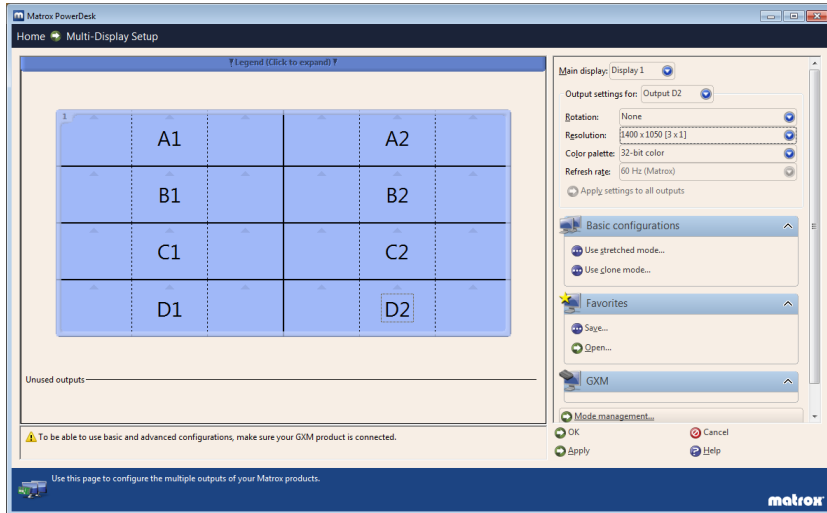 Matrox PowerDesk
Home Multi-Display Setup
Legend (Click to expand)
1
A1 A2
B1 B2
C1 C2
D1 D2
Unused outputs
To be able to use basic and advanced configurations, make sure your GXM product is connected.
Main display: Display 1
Output settings for: Output D2
Rotation: None
Resolution: 1400 x 1050 [3 x 1]
Color palette: 32-bit color
Refresh rate: 60 Hz (Matrox)
Apply settings to all outputs
Basic configurations
Use stretched mode...
Use clone mode...
Favorites
Save...
Open...
GXM
Mode management...
OK Cancel
Apply Help
Use this page to configure the multiple outputs of your Matrox products.
matrox